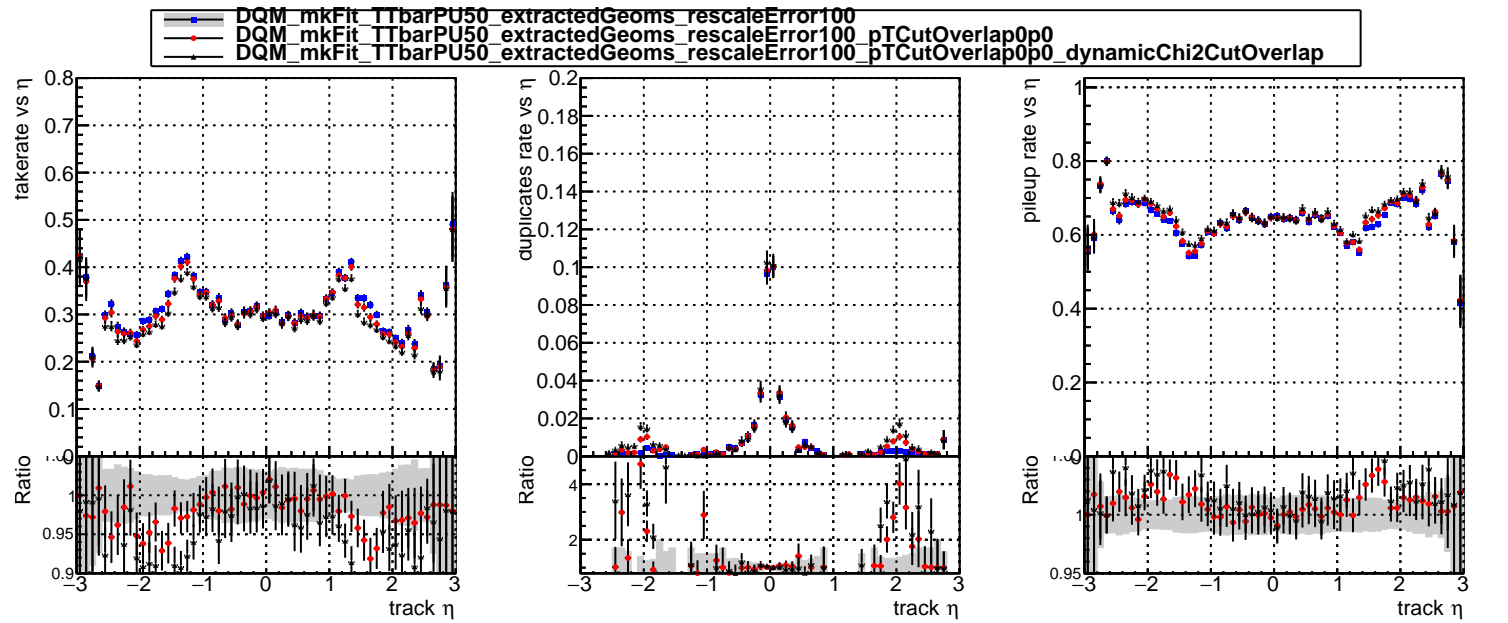 DQM_mkFit_TTbarPU50_extractedGeoms_rescaleError100
DQM_mkFit_TTbarPU50_extractedGeoms_rescaleError100_pTCutOverlap0p0
DQM_mkFit_TTbarPU50_extractedGeoms_rescaleError100_pTCutOverlap0p0_dynamicChi2CutOverlap
fakerate vs η
0.8
0.7
0.6
0.5
0.4
0.3
0.2
0.1
0
Ratio
1
0.95
0.9
−3 −2 −1 0 1 2 3
track η
duplicates rate vs η
0.2
0.18
0.16
0.14
0.12
0.1
0.08
0.06
0.04
0.02
0
Ratio
4
2
−3 −2 −1 0 1 2 3
track η
pileup rate vs η
1
0.8
0.6
0.4
0.2
0
Ratio
1
0.95
−3 −2 −1 0 1 2 3
track η